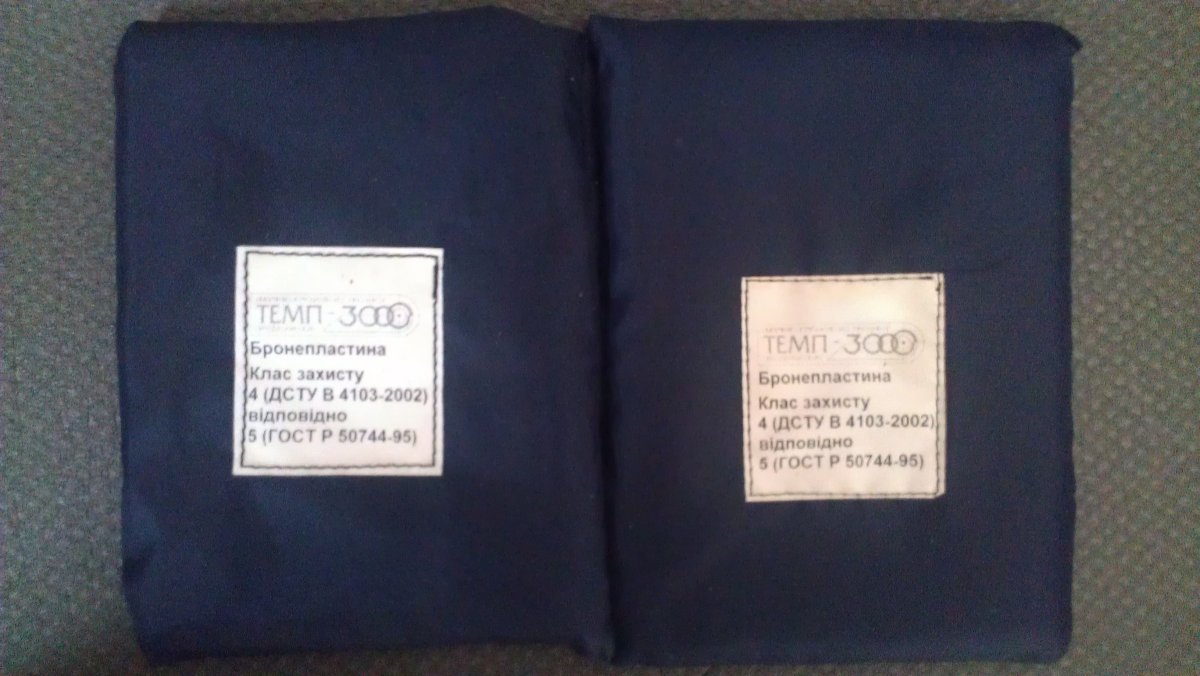 ТЕМП-3000
Бронепластина
Клас захисту
4 (ДСТУ В 4103-2002)
відповідно
5 (ГОСТ Р 50744-95)
ТЕМП-3000
Бронепластина
Клас захисту
4 (ДСТУ В 4103-2002)
відповідно
5 (ГОСТ Р 50744-95)